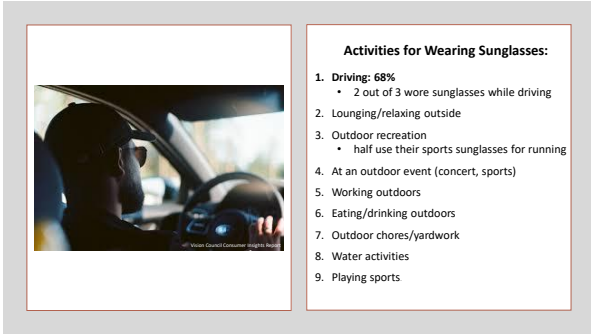 Vision Council Consumer Insights Report
Activities for Wearing Sunglasses:
1. Driving: 68%
• 2 out of 3 wore sunglasses while driving
2. Lounging/relaxing outside
3. Outdoor recreation
• half use their sports sunglasses for running
4. At an outdoor event (concert, sports)
5. Working outdoors
6. Eating/drinking outdoors
7. Outdoor chores/yardwork
8. Water activities
9. Playing sports